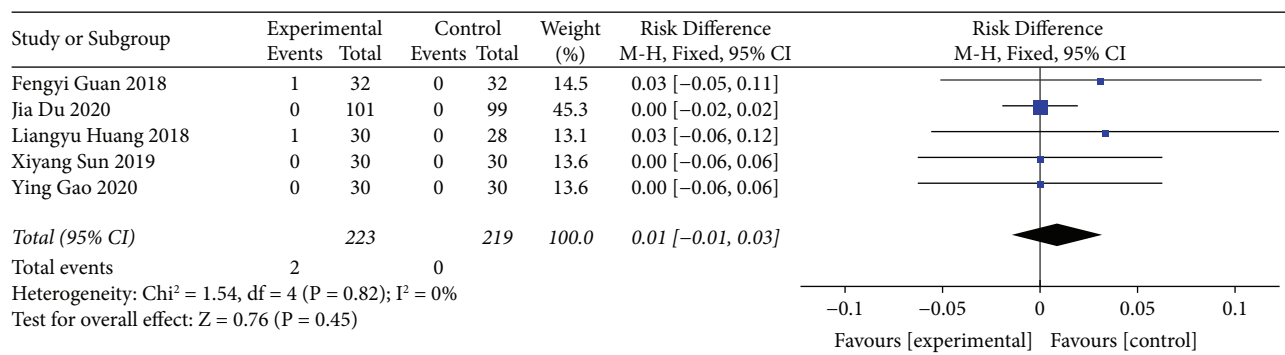 Study or Subgroup Experimental Control Weight (%) Risk Difference Risk Difference
Events Total Events Total M-H, Fixed, 95% CI M-H, Fixed, 95% CI
Fengyi Guan 2018 1 32 0 32 14.5 0.03 [−0.05, 0.11]
Jia Du 2020 0 101 0 99 45.3 0.00 [−0.02, 0.02]
Liangyu Huang 2018 1 30 0 28 13.1 0.03 [−0.06, 0.12]
Xiyang Sun 2019 0 30 0 30 13.6 0.00 [−0.06, 0.06]
Ying Gao 2020 0 30 0 30 13.6 0.00 [−0.06, 0.06]
Total (95% CI) 223 219 100.0 0.01 [−0.01, 0.03]
Total events 2 0
Heterogeneity: Chi² = 1.54, df = 4 (P = 0.82); I² = 0%
Test for overall effect: Z = 0.76 (P = 0.45)
−0.1 −0.05 0 0.05 0.1
Favours [experimental] Favours [control]